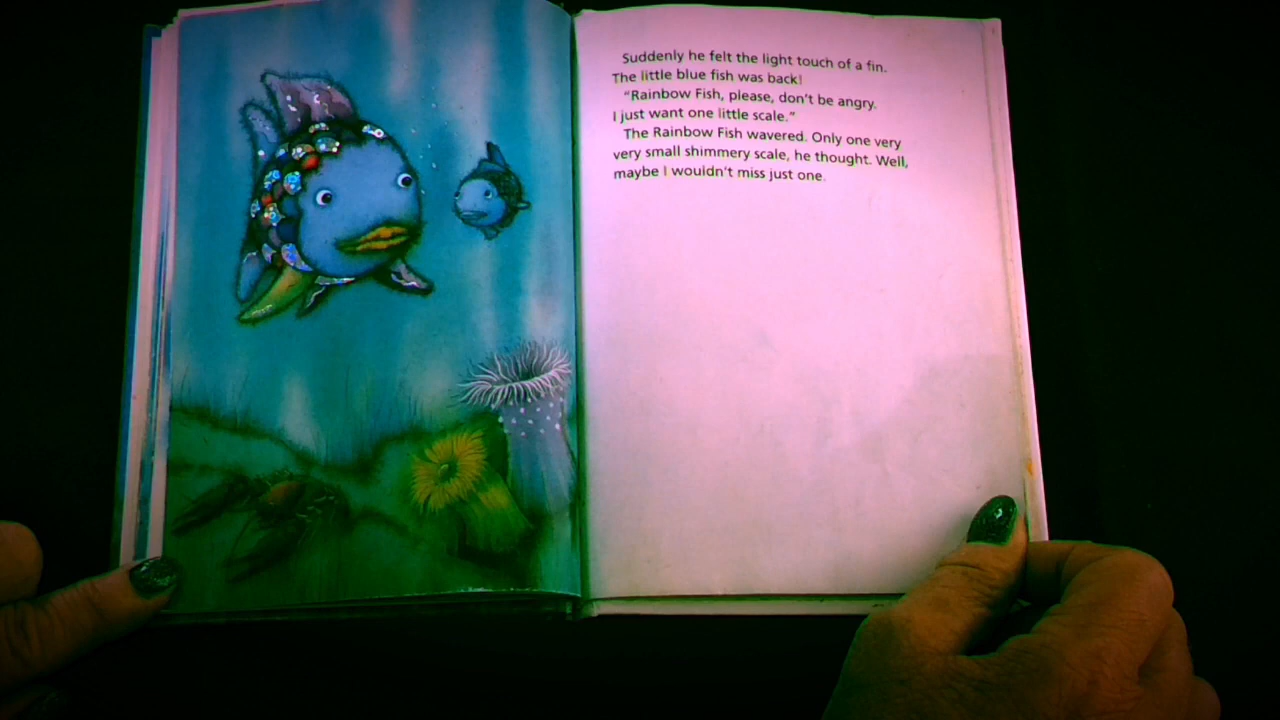 Suddenly he felt the light touch of a fin.
The little blue fish was back!
“Rainbow Fish, please, don’t be angry.
I just want one little scale.”
The Rainbow Fish wavered. Only one very
very small shimmery scale, he thought. Well,
maybe I wouldn’t miss just one.